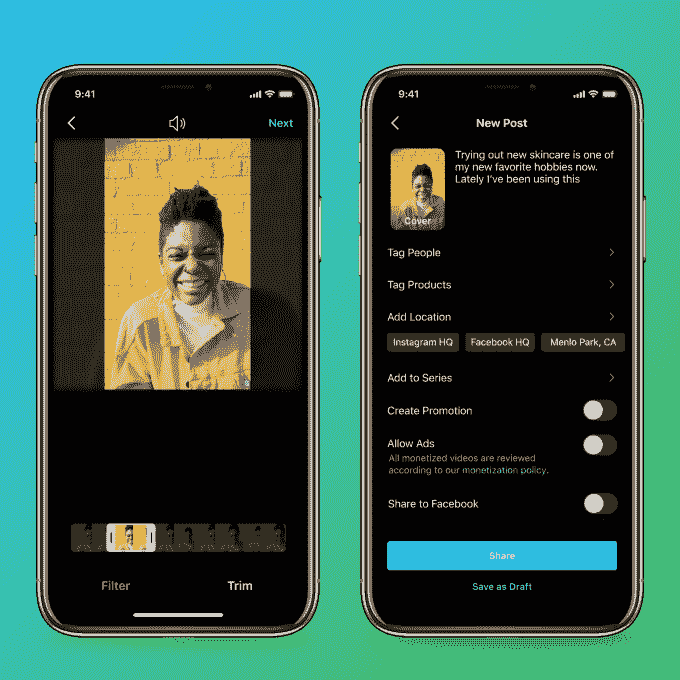 9:41
Next
Filter
Trim
9:41
New Post
Cover
Trying out new skincare is one of
my new favorite hobbies now.
Lately I've been using this
Tag People
Tag Products
Add Location
Instagram HQ
Facebook HQ
Menlo Park, CA
Add to Series
Create Promotion
Allow Ads
All monetized videos are reviewed
according to our monetization policy.
Share to Facebook
Share
Save as Draft